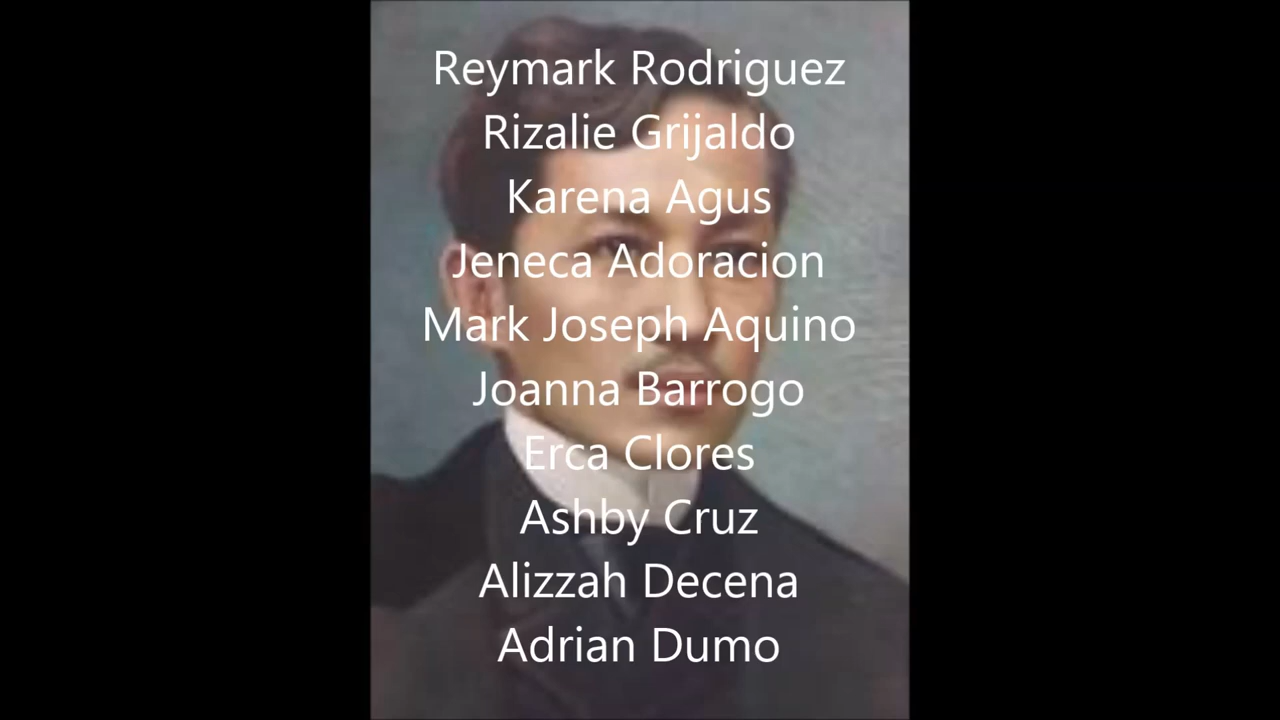 Reymark Rodriguez
Rizalie Grijaldo
Karena Agus
Jeneca Adoracion
Mark Joseph Aquino
Joanna Barrogo
Erca Clores
Ashby Cruz
Alizzah Decena
Adrian Dumo